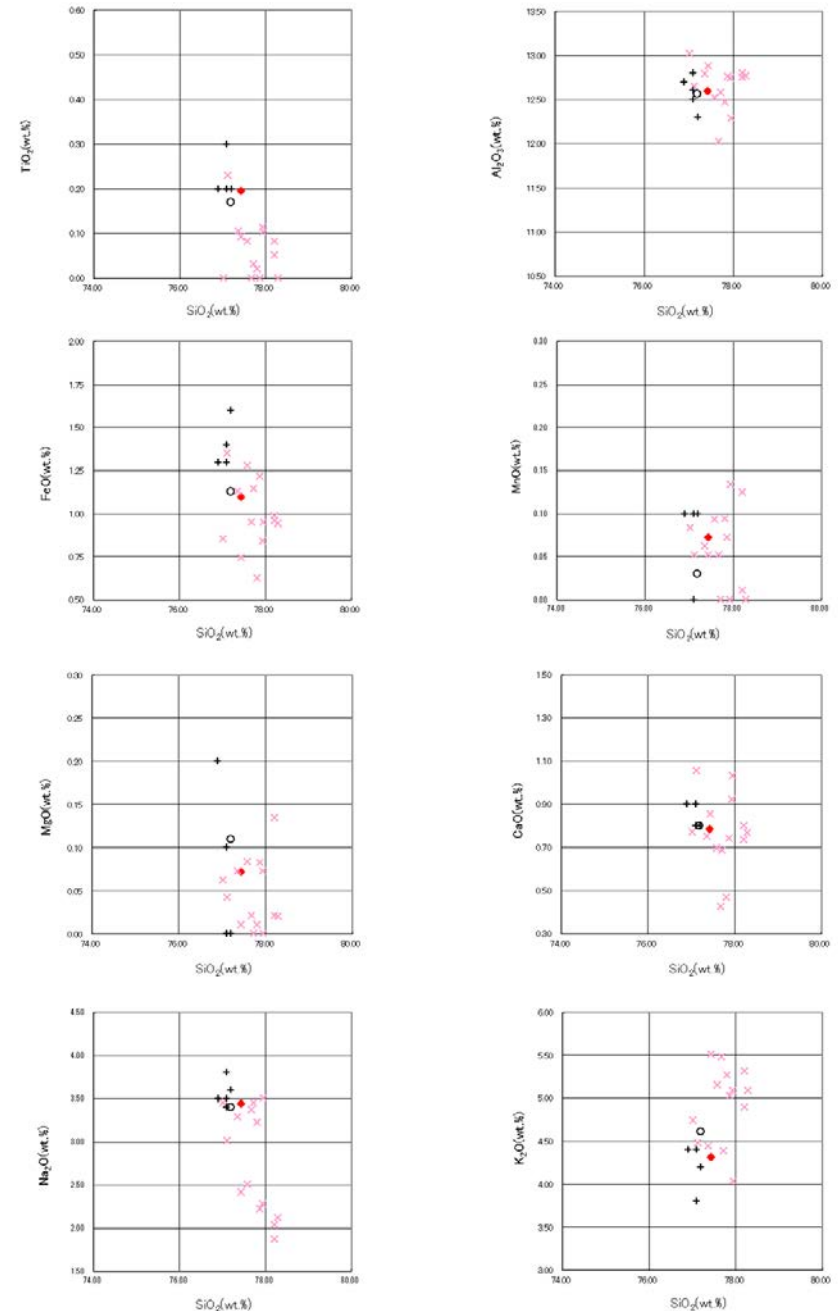 TiO₂(wt.%)
0.60
0.50
0.40
0.30
0.20
0.10
0.00
74.00 76.00 78.00 80.00
SiO₂(wt.%)
Al₂O₃(wt.%)
13.50
13.00
12.50
12.00
11.50
11.00
10.50
74.00 76.00 78.00 80.00
SiO₂(wt.%)
FeO(wt.%)
2.00
1.75
1.50
1.25
1.00
0.75
0.50
74.00 76.00 78.00 80.00
SiO₂(wt.%)
MnO(wt.%)
0.30
0.25
0.20
0.15
0.10
0.05
0.00
74.00 76.00 78.00 80.00
SiO₂(wt.%)
MgO(wt.%)
0.30
0.25
0.20
0.15
0.10
0.05
0.00
74.00 76.00 78.00 80.00
SiO₂(wt.%)
CaO(wt.%)
1.50
1.30
1.10
0.90
0.70
0.50
0.30
74.00 76.00 78.00 80.00
SiO₂(wt.%)
Na₂O(wt.%)
4.50
4.00
3.50
3.00
2.50
2.00
1.50
74.00 76.00 78.00 80.00
SiO₂(wt.%)
K₂O(wt.%)
6.00
5.50
5.00
4.50
4.00
3.50
3.00
74.00 76.00 78.00 80.00
SiO₂(wt.%)